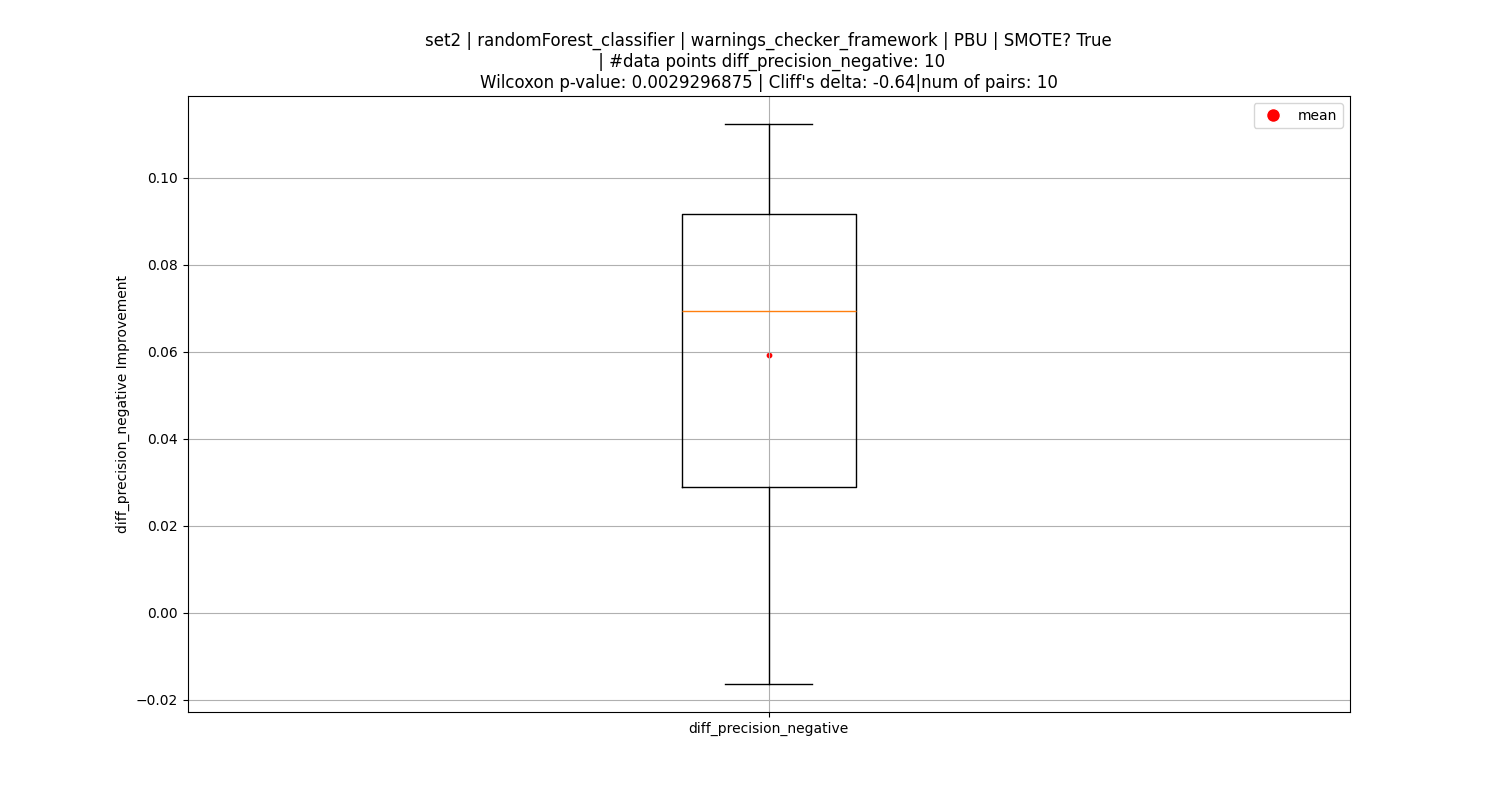 set2 | randomForest_classifier | warnings_checker_framework | PBU | SMOTE? True
| #data points diff_precision_negative: 10
Wilcoxon p-value: 0.0029296875 | Cliff's delta: -0.64|num of pairs: 10
mean
0.10
0.08
0.06
0.04
0.02
0.00
−0.02
diff_precision_negative Improvement
diff_precision_negative